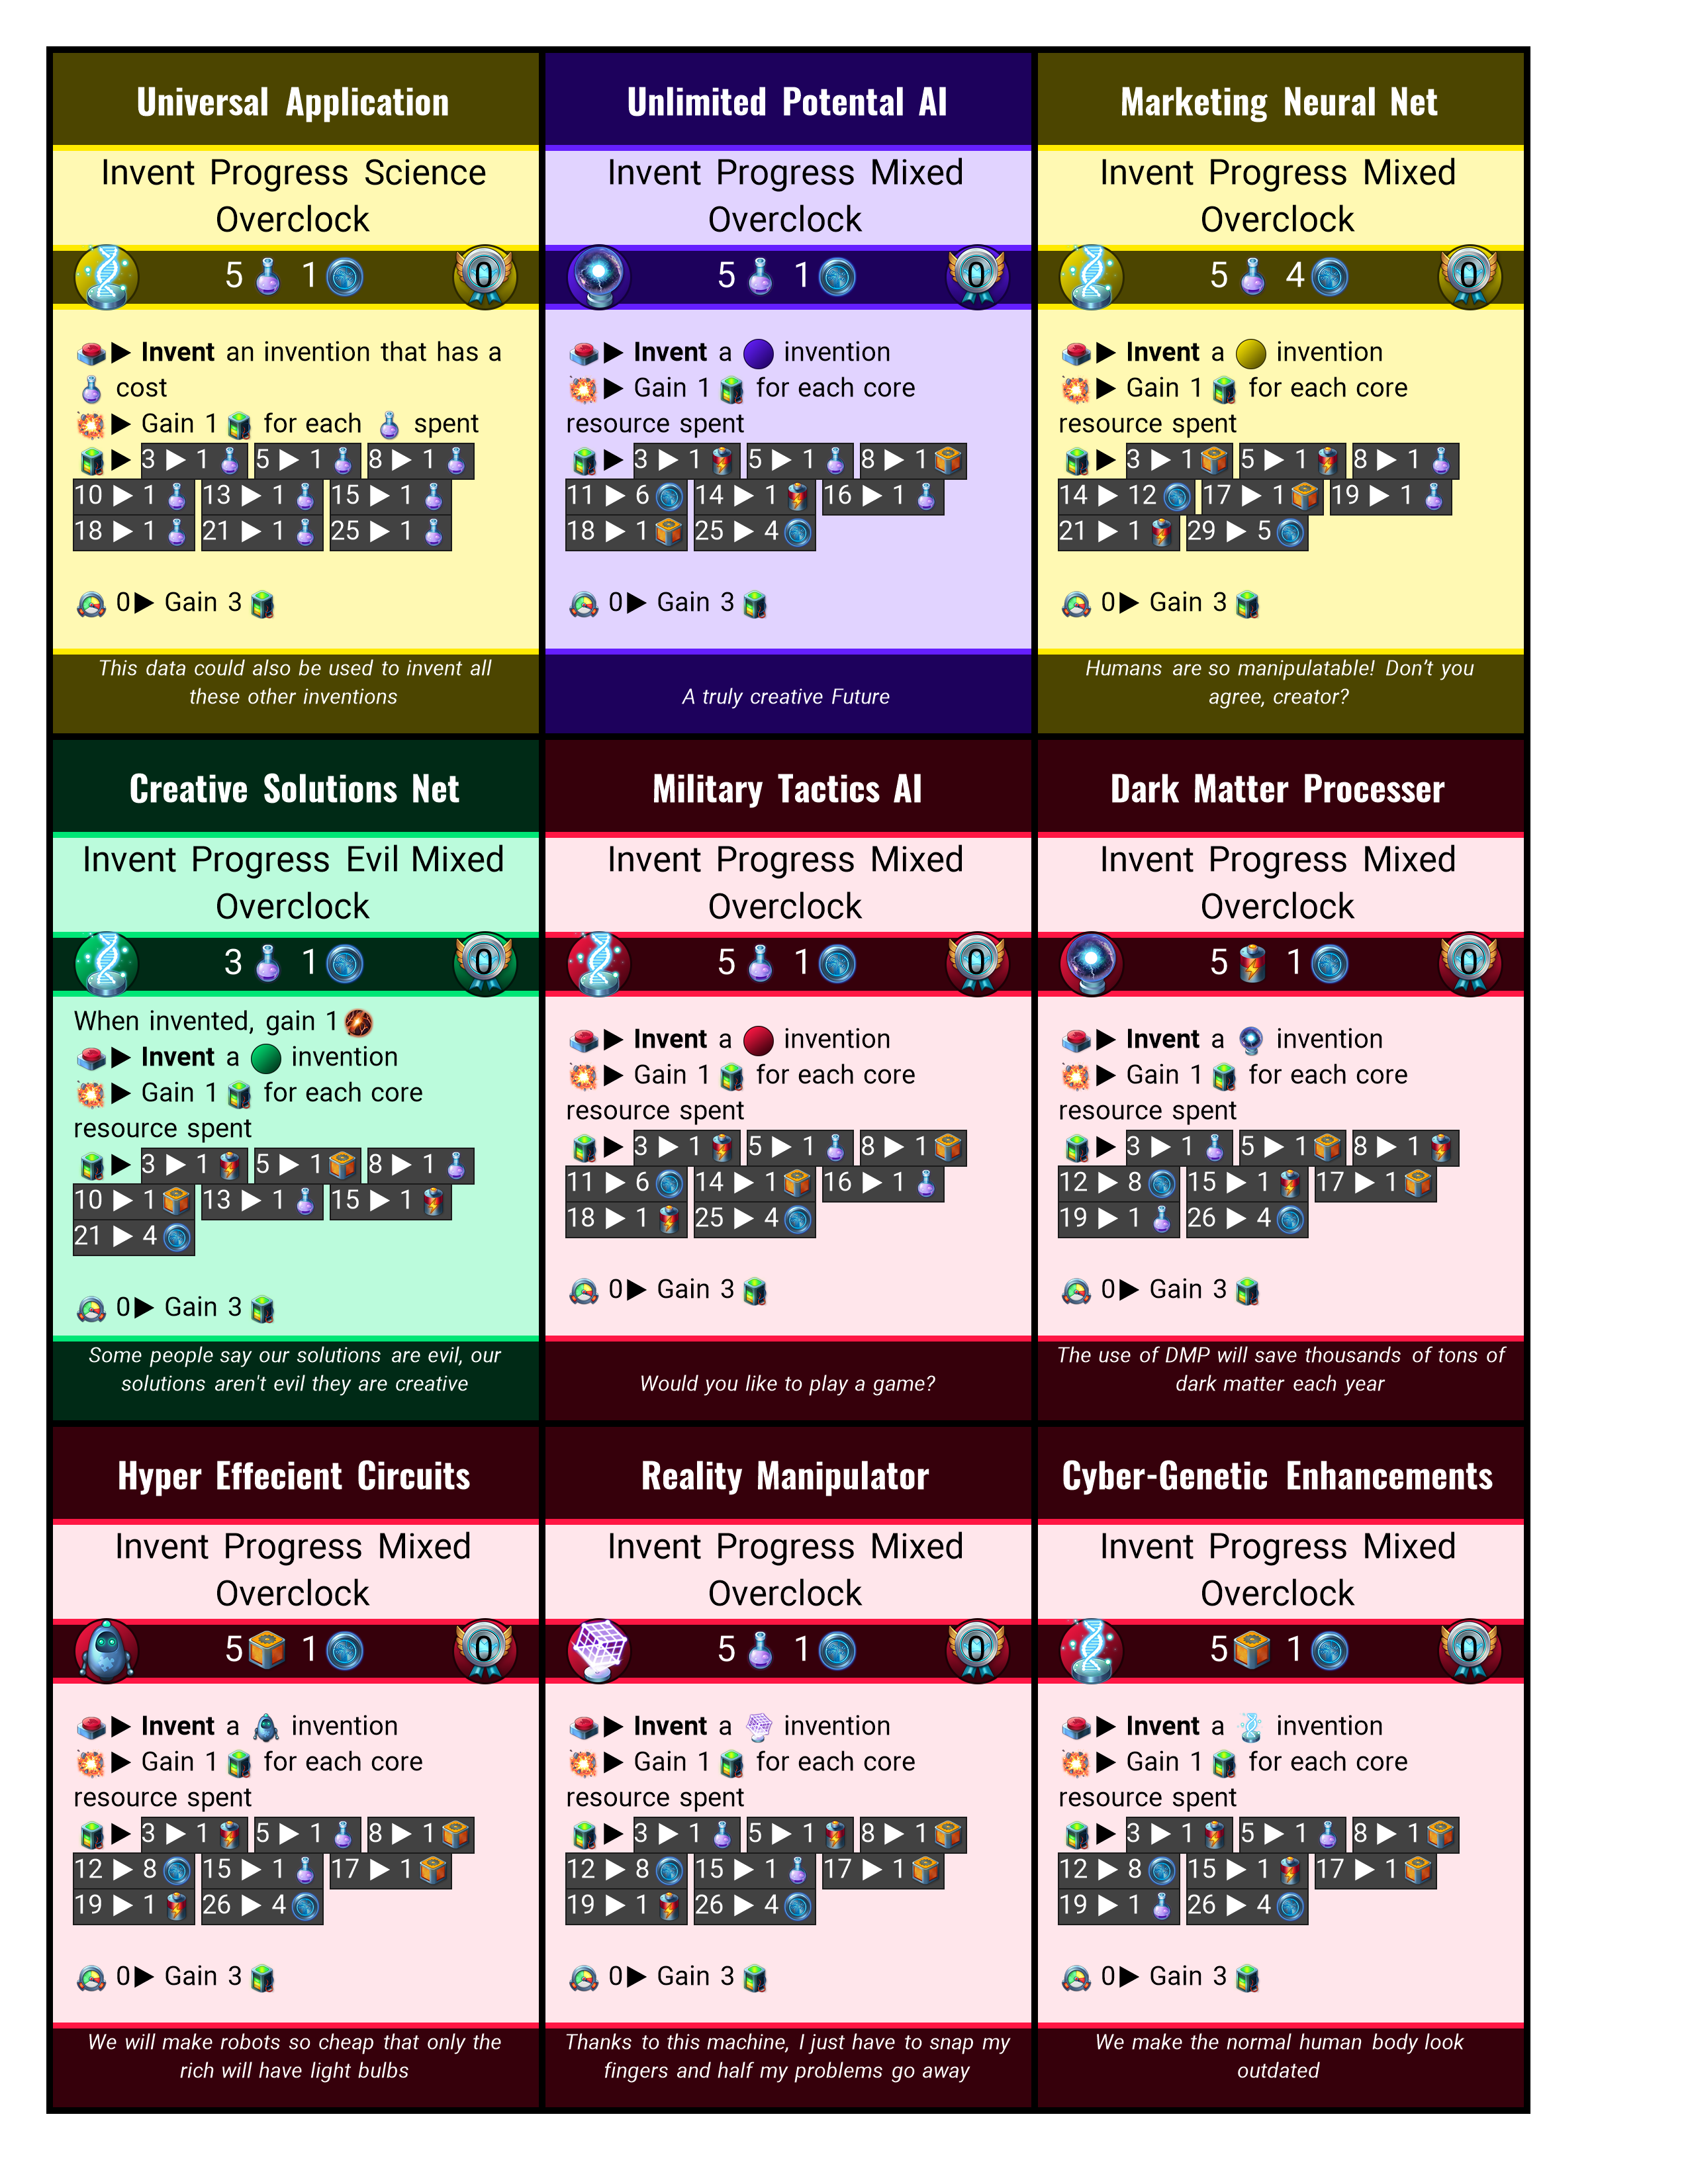 Universal Application
Invent Progress Science
Overclock
5 1 0
Invent an invention that has a
cost
Gain 1 for each spent
3 ▶ 1 5 ▶ 1 8 ▶ 1
10 ▶ 1 13 ▶ 1 15 ▶ 1
18 ▶ 1 21 ▶ 1 25 ▶ 1
0▶ Gain 3
This data could also be used to invent all
these other inventions
Unlimited Potental AI
Invent Progress Mixed
Overclock
5 1 0
Invent a invention
Gain 1 for each core
resource spent
3 ▶ 1 5 ▶ 1 8 ▶ 1
11 ▶ 6 14 ▶ 1 16 ▶ 1
18 ▶ 1 25 ▶ 4
0▶ Gain 3
A truly creative Future
Marketing Neural Net
Invent Progress Mixed
Overclock
5 4 0
Invent a invention
Gain 1 for each core
resource spent
3 ▶ 1 5 ▶ 1 8 ▶ 1
14 ▶ 12 17 ▶ 1 19 ▶ 1
21 ▶ 1 29 ▶ 5
0▶ Gain 3
Humans are so manipulatable! Don't you
agree, creator?
Creative Solutions Net
Invent Progress Evil Mixed
Overclock
3 1 0
When invented, gain 1
Invent a invention
Gain 1 for each core
resource spent
3 ▶ 1 5 ▶ 1 8 ▶ 1
10 ▶ 1 13 ▶ 1 15 ▶ 1
21 ▶ 4
0▶ Gain 3
Some people say our solutions are evil, our
solutions aren't evil they are creative
Military Tactics AI
Invent Progress Mixed
Overclock
5 1 0
Invent a invention
Gain 1 for each core
resource spent
3 ▶ 1 5 ▶ 1 8 ▶ 1
11 ▶ 6 14 ▶ 1 16 ▶ 1
18 ▶ 1 25 ▶ 4
0▶ Gain 3
Would you like to play a game?
Dark Matter Processer
Invent Progress Mixed
Overclock
5 1 0
Invent a invention
Gain 1 for each core
resource spent
3 ▶ 1 5 ▶ 1 8 ▶ 1
12 ▶ 8 15 ▶ 1 17 ▶ 1
19 ▶ 1 26 ▶ 4
0▶ Gain 3
The use of DMP will save thousands of tons of
dark matter each year
Hyper Effecient Circuits
Invent Progress Mixed
Overclock
5 1 0
Invent a invention
Gain 1 for each core
resource spent
3 ▶ 1 5 ▶ 1 8 ▶ 1
12 ▶ 8 15 ▶ 1 17 ▶ 1
19 ▶ 1 26 ▶ 4
0▶ Gain 3
We will make robots so cheap that only the
rich will have light bulbs
Reality Manipulator
Invent Progress Mixed
Overclock
5 1 0
Invent a invention
Gain 1 for each core
resource spent
3 ▶ 1 5 ▶ 1 8 ▶ 1
12 ▶ 8 15 ▶ 1 17 ▶ 1
19 ▶ 1 26 ▶ 4
0▶ Gain 3
Thanks to this machine, I just have to snap my
fingers and half my problems go away
Cyber-Genetic Enhancements
Invent Progress Mixed
Overclock
5 1 0
Invent a invention
Gain 1 for each core
resource spent
3 ▶ 1 5 ▶ 1 8 ▶ 1
12 ▶ 8 15 ▶ 1 17 ▶ 1
19 ▶ 1 26 ▶ 4
0▶ Gain 3
We make the normal human body look
outdated